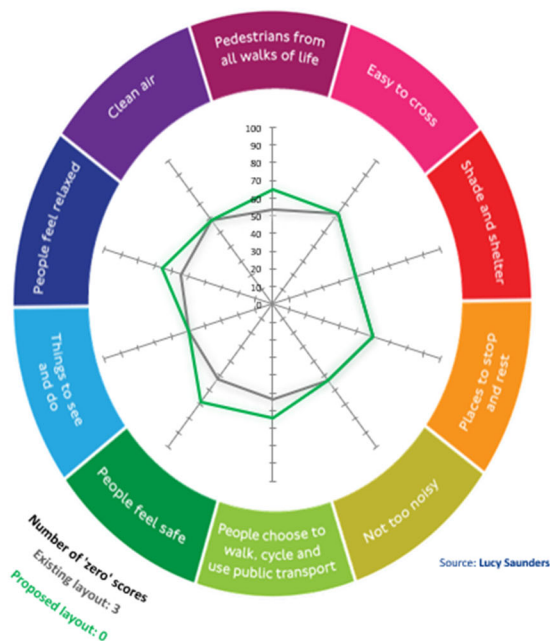 Pedestrians from
all walks of life
Easy to cross
Shade and shelter
Places to stop
and rest
Not too noisy
People choose to
walk, cycle and
use public transport
People feel safe
Things to see
and do
People feel relaxed
Clean air
100
90
80
70
60
50
40
30
20
10
0
Number of 'zero' scores
Existing layout: 3
Proposed layout: 0
Source: Lucy Saunders